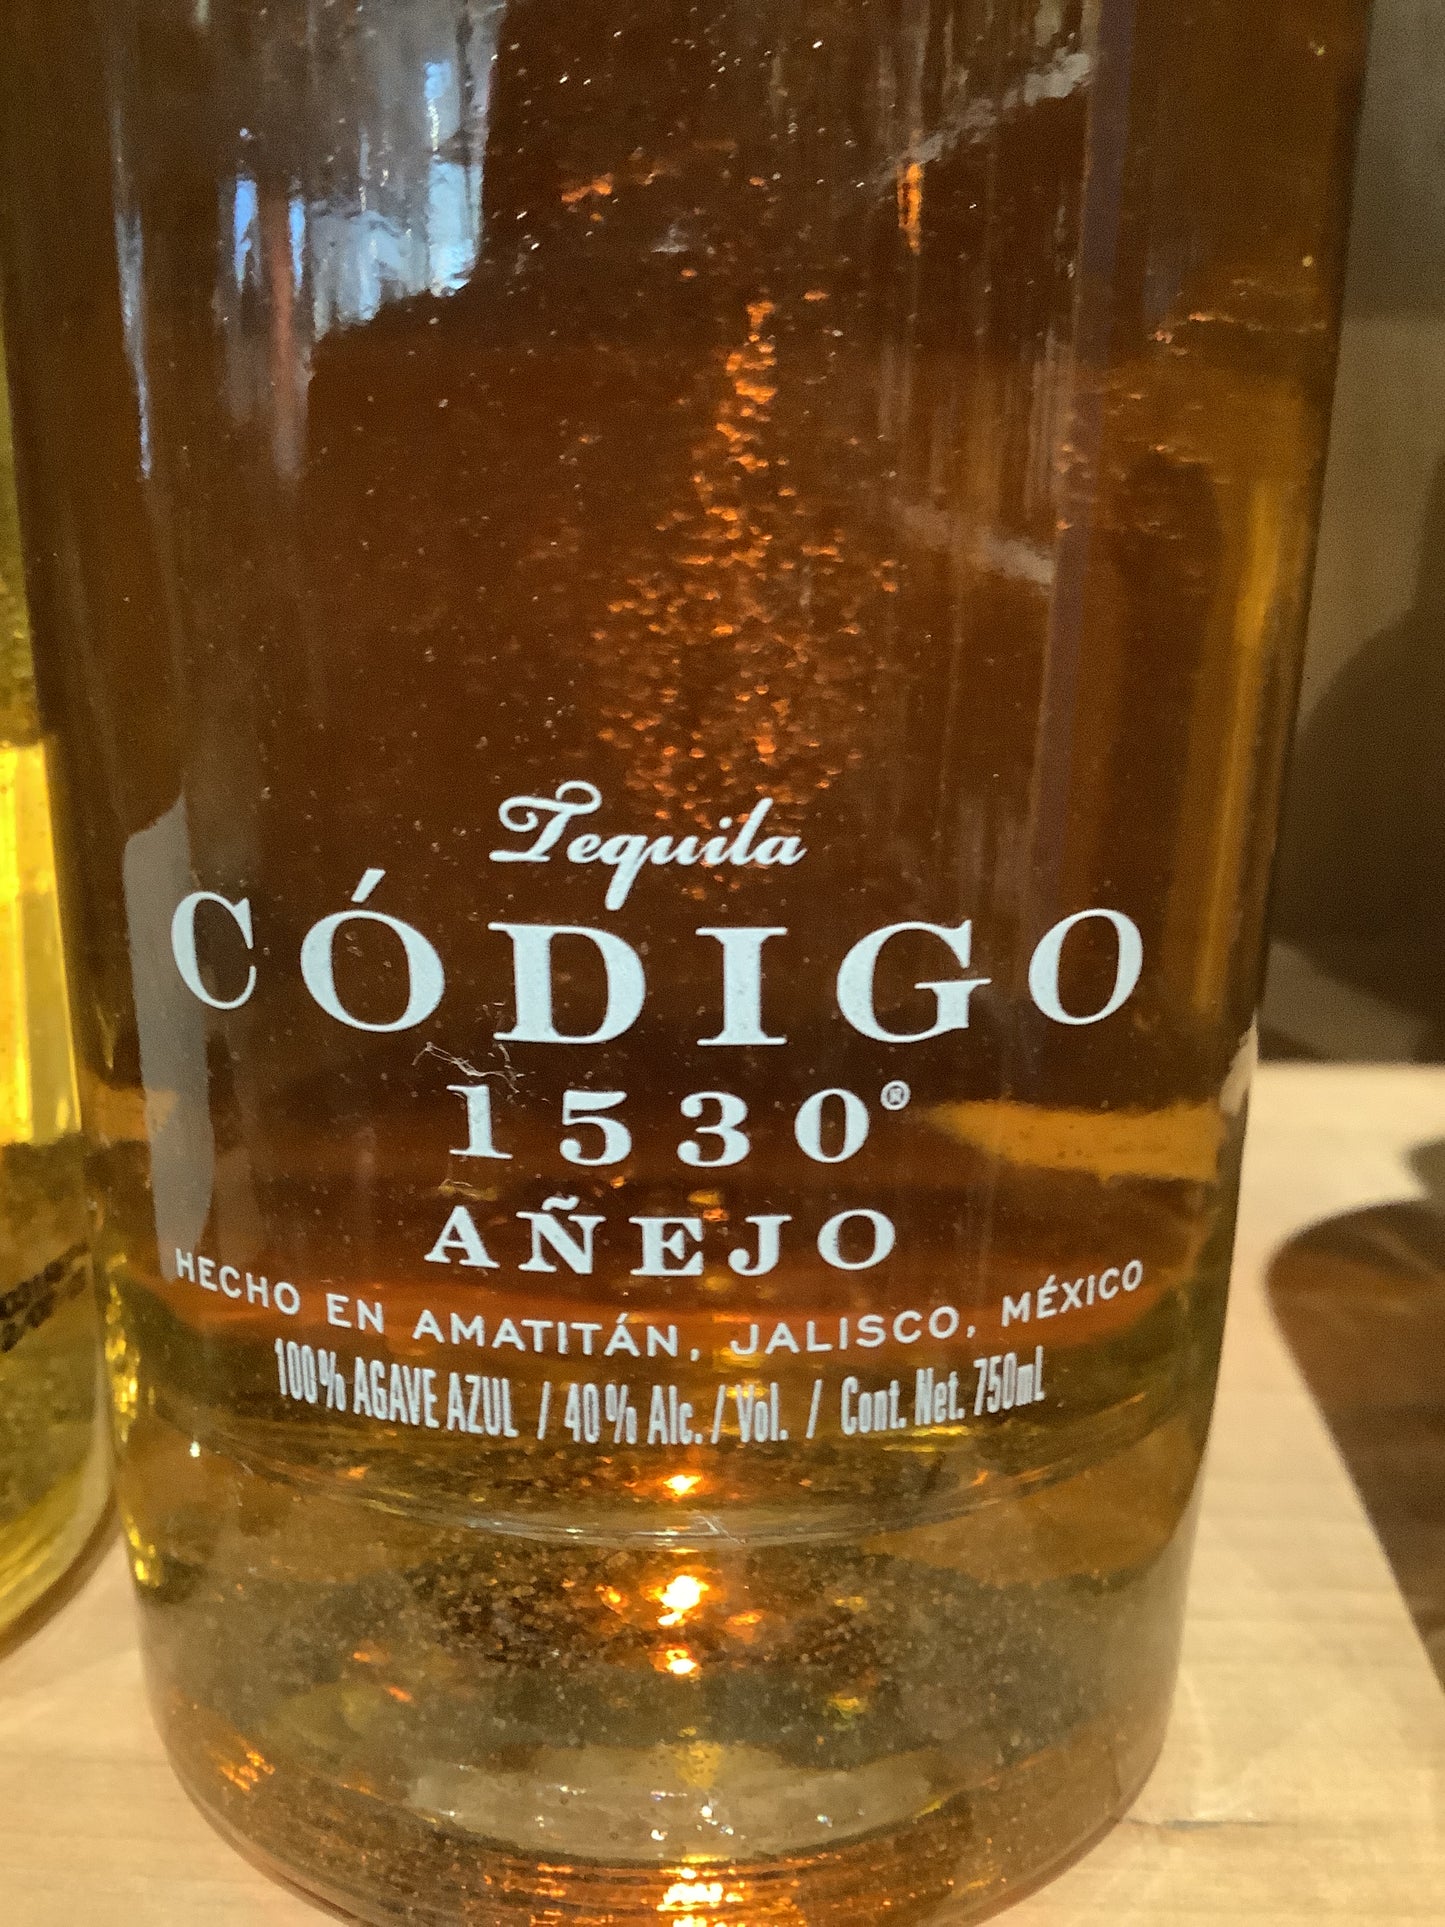 Tequila
CÓDIGO
1530®
AÑEJO
HECHO EN AMATITÁN, JALISCO, MÉXICO
100% AGAVE AZUL / 40% Alc. / Vol. / Cont. Net. 750mL